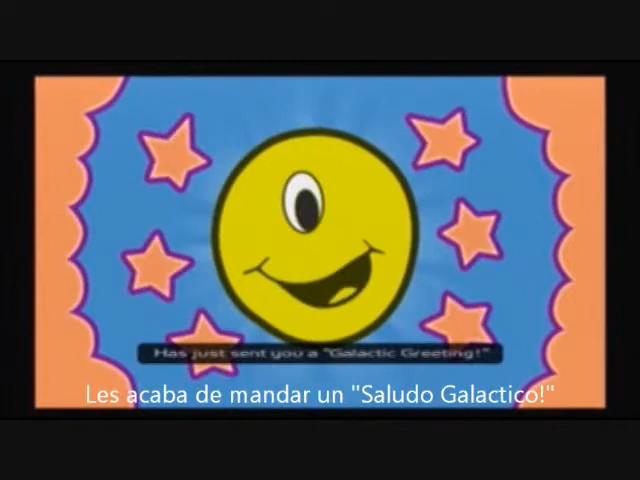 Has just sent you a "Galactic Greeting!"
Les acaba de mandar un "Saludo Galactico!"